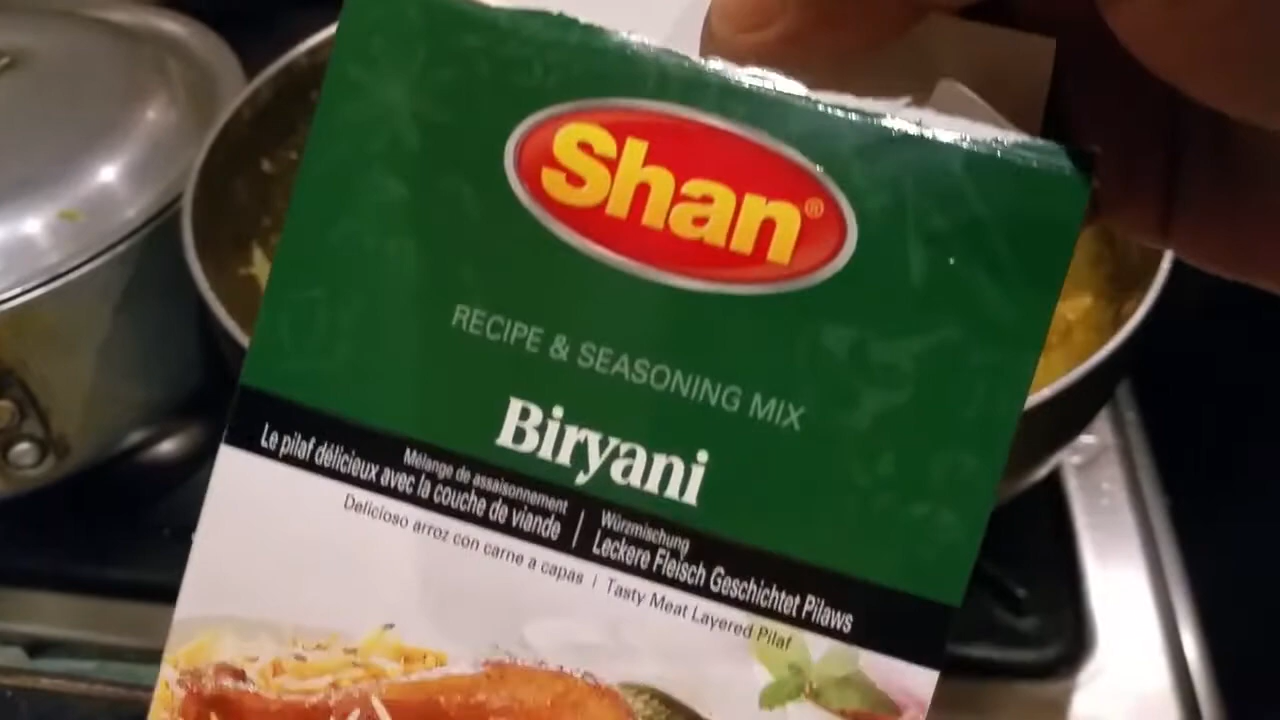 Shan®
RECIPE & SEASONING MIX
Biryani
Mélange de assaisonnement
Le pilaf délicieux avec la couche de viande
Würzmischung
Leckere Fleisch Geschichtet Pilaws
Delicioso arroz con carne a capas | Tasty Meat Layered Pilaf